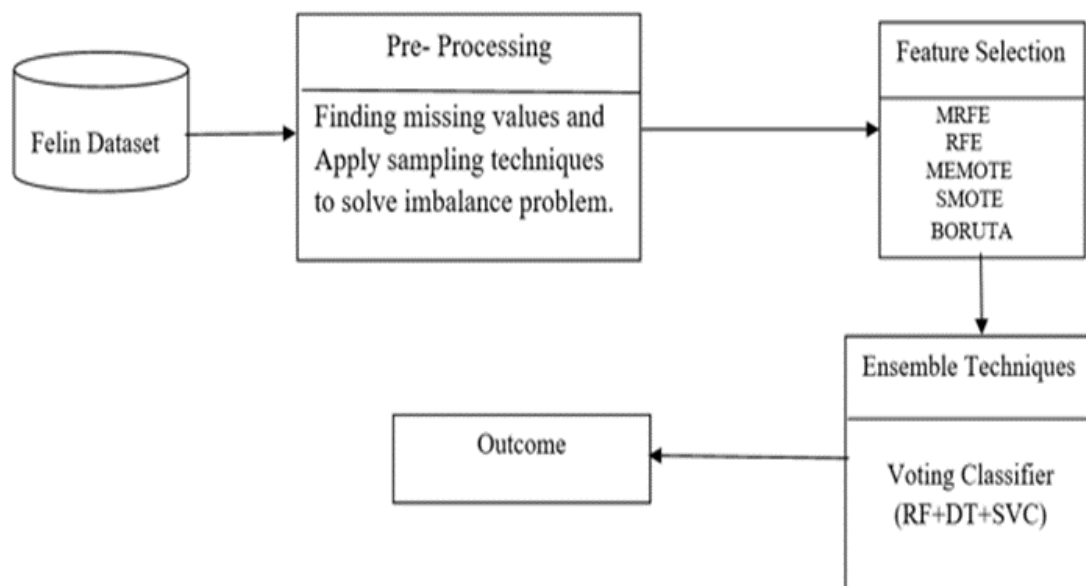 Felin Dataset
Pre- Processing
Finding missing values and
Apply sampling techniques
to solve imbalance problem.
Feature Selection
MRFE
RFE
MEMOTE
SMOTE
BORUTA
Ensemble Techniques
Voting Classifier
(RF+DT+SVC)
Outcome